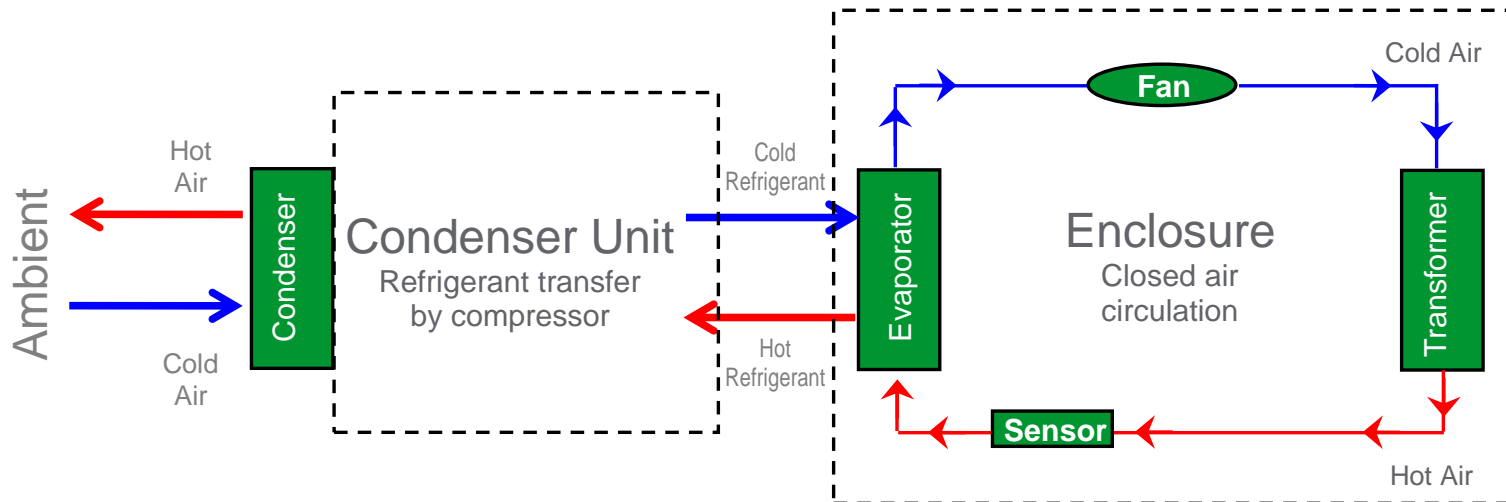 Ambient
Hot
Air
Cold
Air
Condenser
Condenser Unit
Refrigerant transfer
by compressor
Cold
Refrigerant
Hot
Refrigerant
Evaporator
Fan
Cold Air
Enclosure
Closed air
circulation
Transformer
Sensor
Hot Air